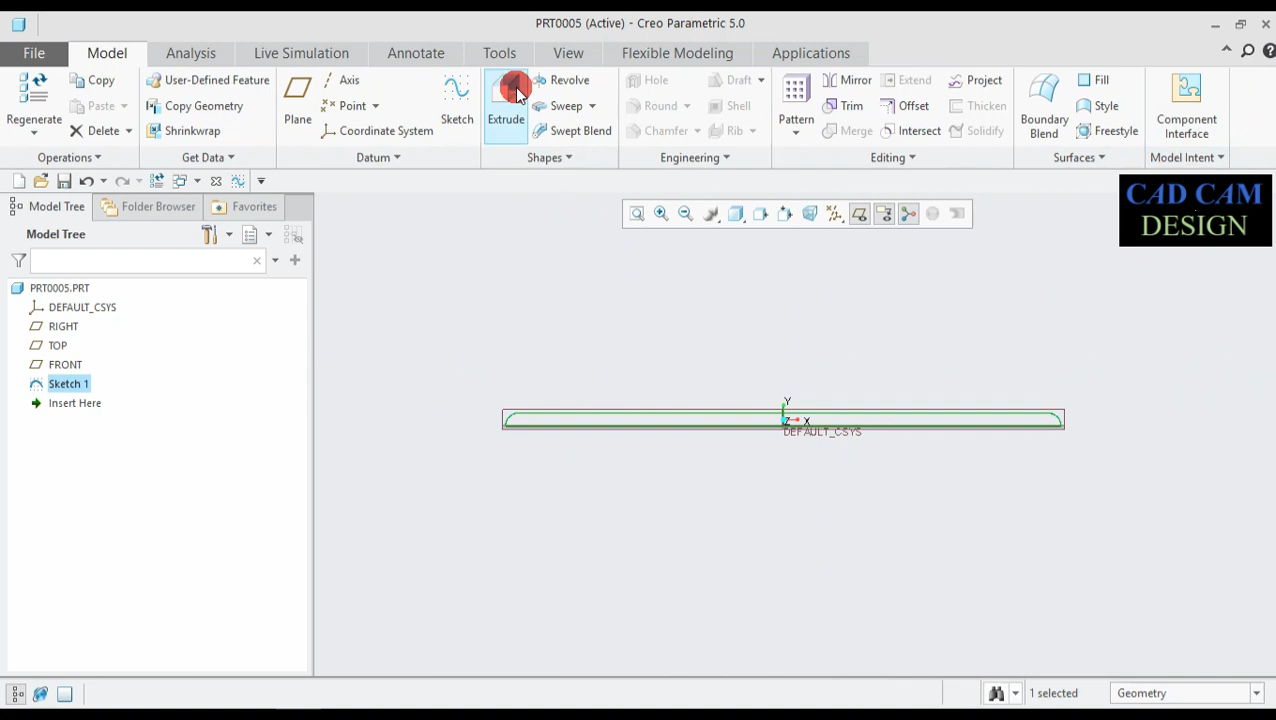 PRT0005 (Active) - Creo Parametric 5.0
File Model Analysis Live Simulation Annotate Tools View Flexible Modeling Applications
Regenerate
Copy
Paste
Delete
Operations
User-Defined Feature
Copy Geometry
Shrinkwrap
Get Data
Plane
Axis
Point
Coordinate System
Sketch
Datum
Extrude
Revolve
Sweep
Swept Blend
Shapes
Hole
Round
Chamfer
Draft
Shell
Rib
Engineering
Pattern
Mirror
Trim
Merge
Extend
Offset
Intersect
Project
Thicken
Solidify
Editing
Boundary
Blend
Fill
Style
Freestyle
Surfaces
Component
Interface
Model Intent
CAD CAM
DESIGN
Model Tree Folder Browser Favorites
Model Tree
PRT0005.PRT
DEFAULT_CSYS
RIGHT
TOP
FRONT
Sketch 1
Insert Here
Y
Z X
DEFAULT_CSYS
1 selected
Geometry